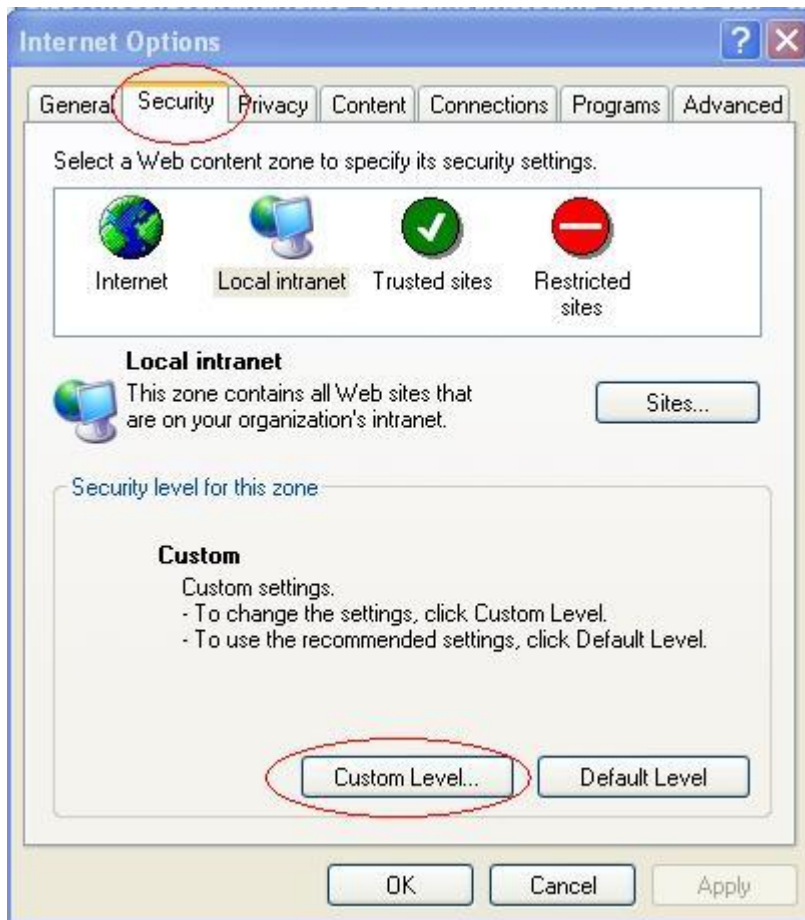 Internet Options
General Security Privacy Content Connections Programs Advanced
Select a Web content zone to specify its security settings.
Internet Local intranet Trusted sites Restricted sites
Local intranet
This zone contains all Web sites that
are on your organization's intranet.
Sites...
Security level for this zone
Custom
Custom settings.
- To change the settings, click Custom Level.
- To use the recommended settings, click Default Level.
Custom Level... Default Level
OK Cancel Apply